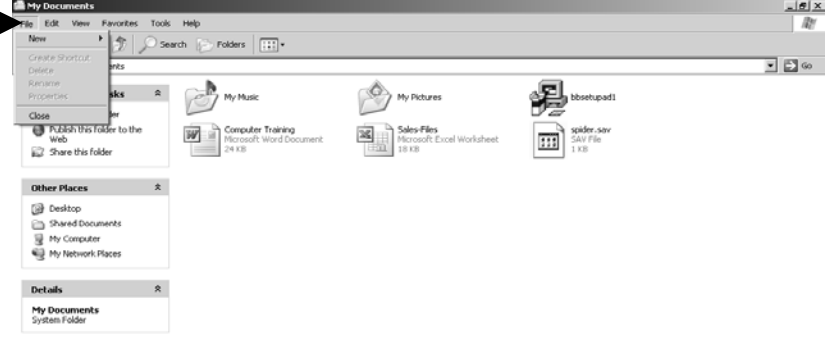 My Documents
File Edit View Favorites Tools Help
New
Search Folders
Create Shortcut
Delete
Rename
Properties
Close
Go
Publish this folder to the
Web
Share this folder
My Music
My Pictures
bbsetupad1
Computer Training
Microsoft Word Document
24 KB
Sales-Files
Microsoft Excel Worksheet
18 KB
spider.sav
SAV File
1 KB
Other Places
Desktop
Shared Documents
My Computer
My Network Places
Details
My Documents
System Folder